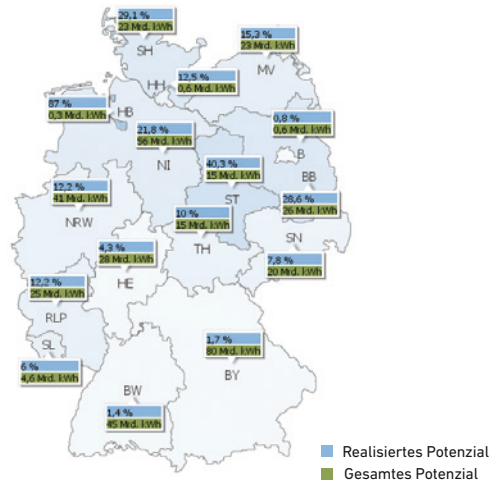 29,1 %
23 Mrd. kWh
SH
15,3 %
23 Mrd. kWh
MV
HH
12,5 %
0,6 Mrd. kWh
87 %
0,3 Mrd. kWh
HB
21,8 %
56 Mrd. kWh
NI
0,8 %
0,6 Mrd. kWh
B
BB
40,3 %
15 Mrd. kWh
ST
28,6 %
26 Mrd. kWh
12,2 %
41 Mrd. kWh
NRW
10 %
15 Mrd. kWh
TH
SN
7,8 %
20 Mrd. kWh
4,3 %
28 Mrd. kWh
HE
12,2 %
25 Mrd. kWh
RLP
SL
6 %
4,6 Mrd. kWh
1,7 %
80 Mrd. kWh
BY
BW
1,4 %
45 Mrd. kWh
Realisiertes Potenzial
Gesamtes Potenzial